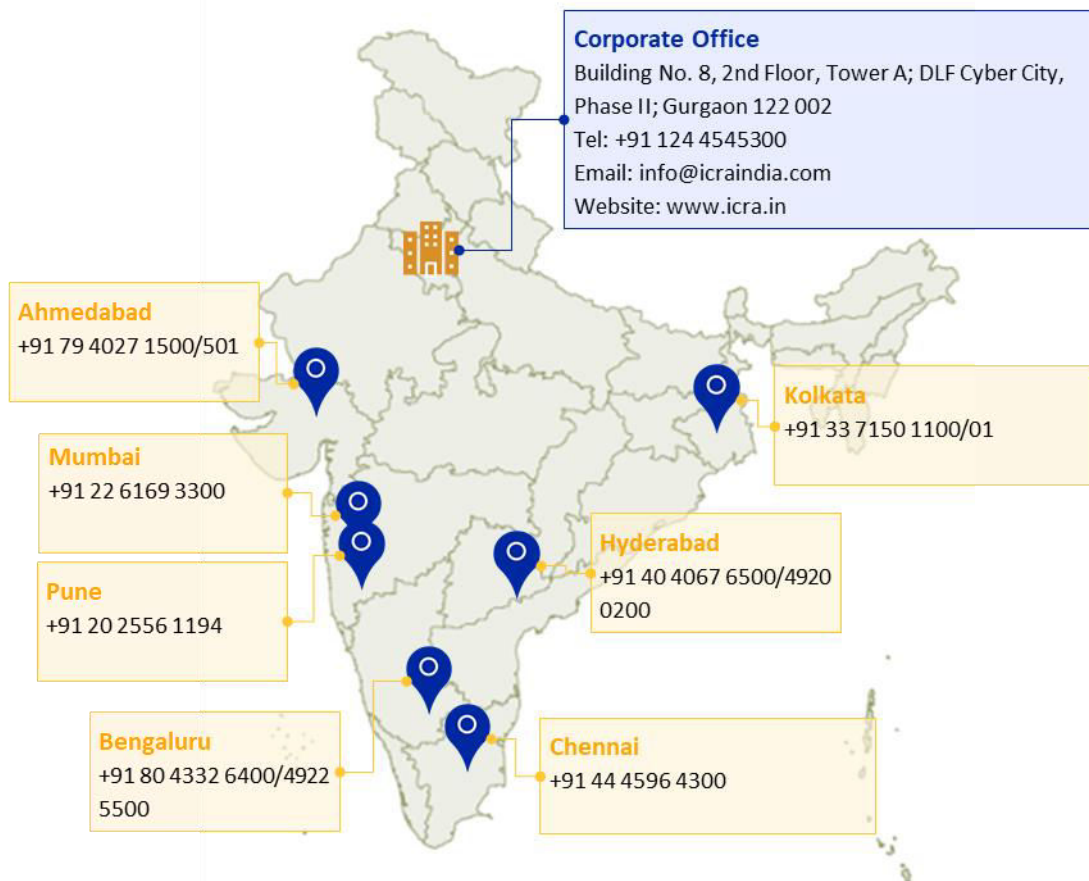 Corporate Office
Building No. 8, 2nd Floor, Tower A; DLF Cyber City,
Phase II; Gurgaon 122 002
Tel: +91 124 4545300
Email: info@icraindia.com
Website: www.icra.in
Ahmedabad
+91 79 4027 1500/501
Kolkata
+91 33 7150 1100/01
Mumbai
+91 22 6169 3300
Hyderabad
+91 40 4067 6500/4920
0200
Pune
+91 20 2556 1194
Bengaluru
+91 80 4332 6400/4922
5500
Chennai
+91 44 4596 4300